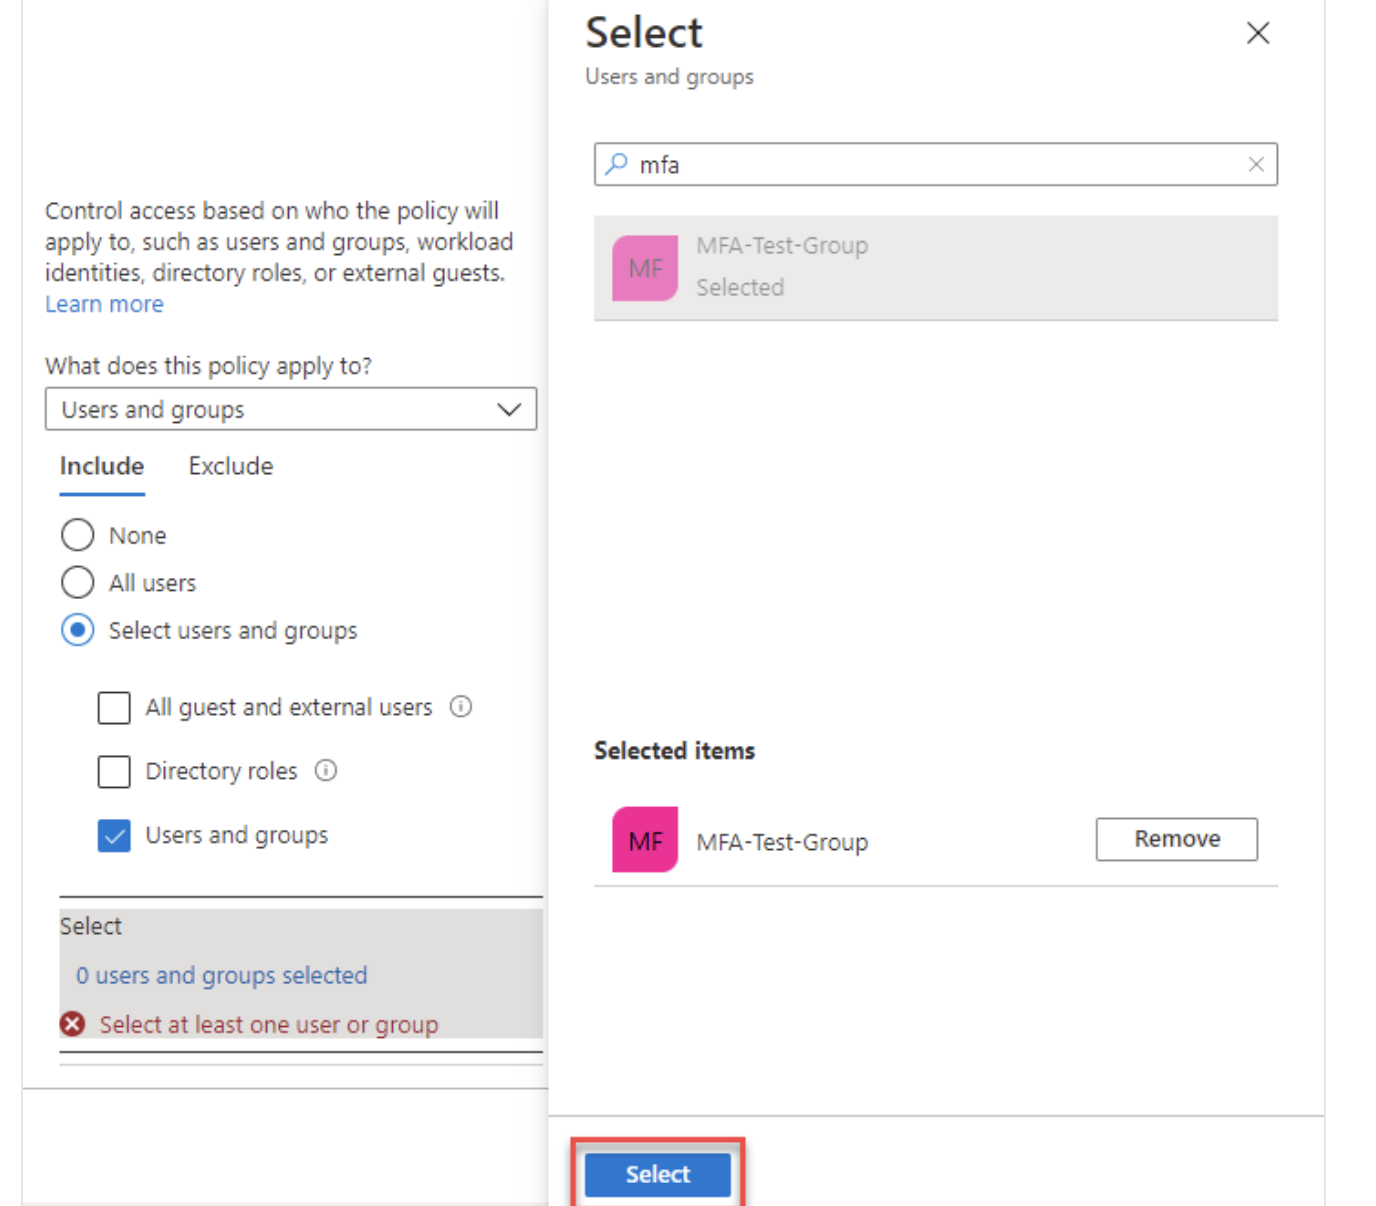 Control access based on who the policy will
apply to, such as users and groups, workload
identities, directory roles, or external guests.
Learn more
What does this policy apply to?
Users and groups
Include Exclude
None
All users
Select users and groups
All guest and external users
Directory roles
Users and groups
Select
0 users and groups selected
Select at least one user or group
Select
Users and groups
mfa
MF
MFA-Test-Group
Selected
Selected items
MF
MFA-Test-Group
Remove
Select